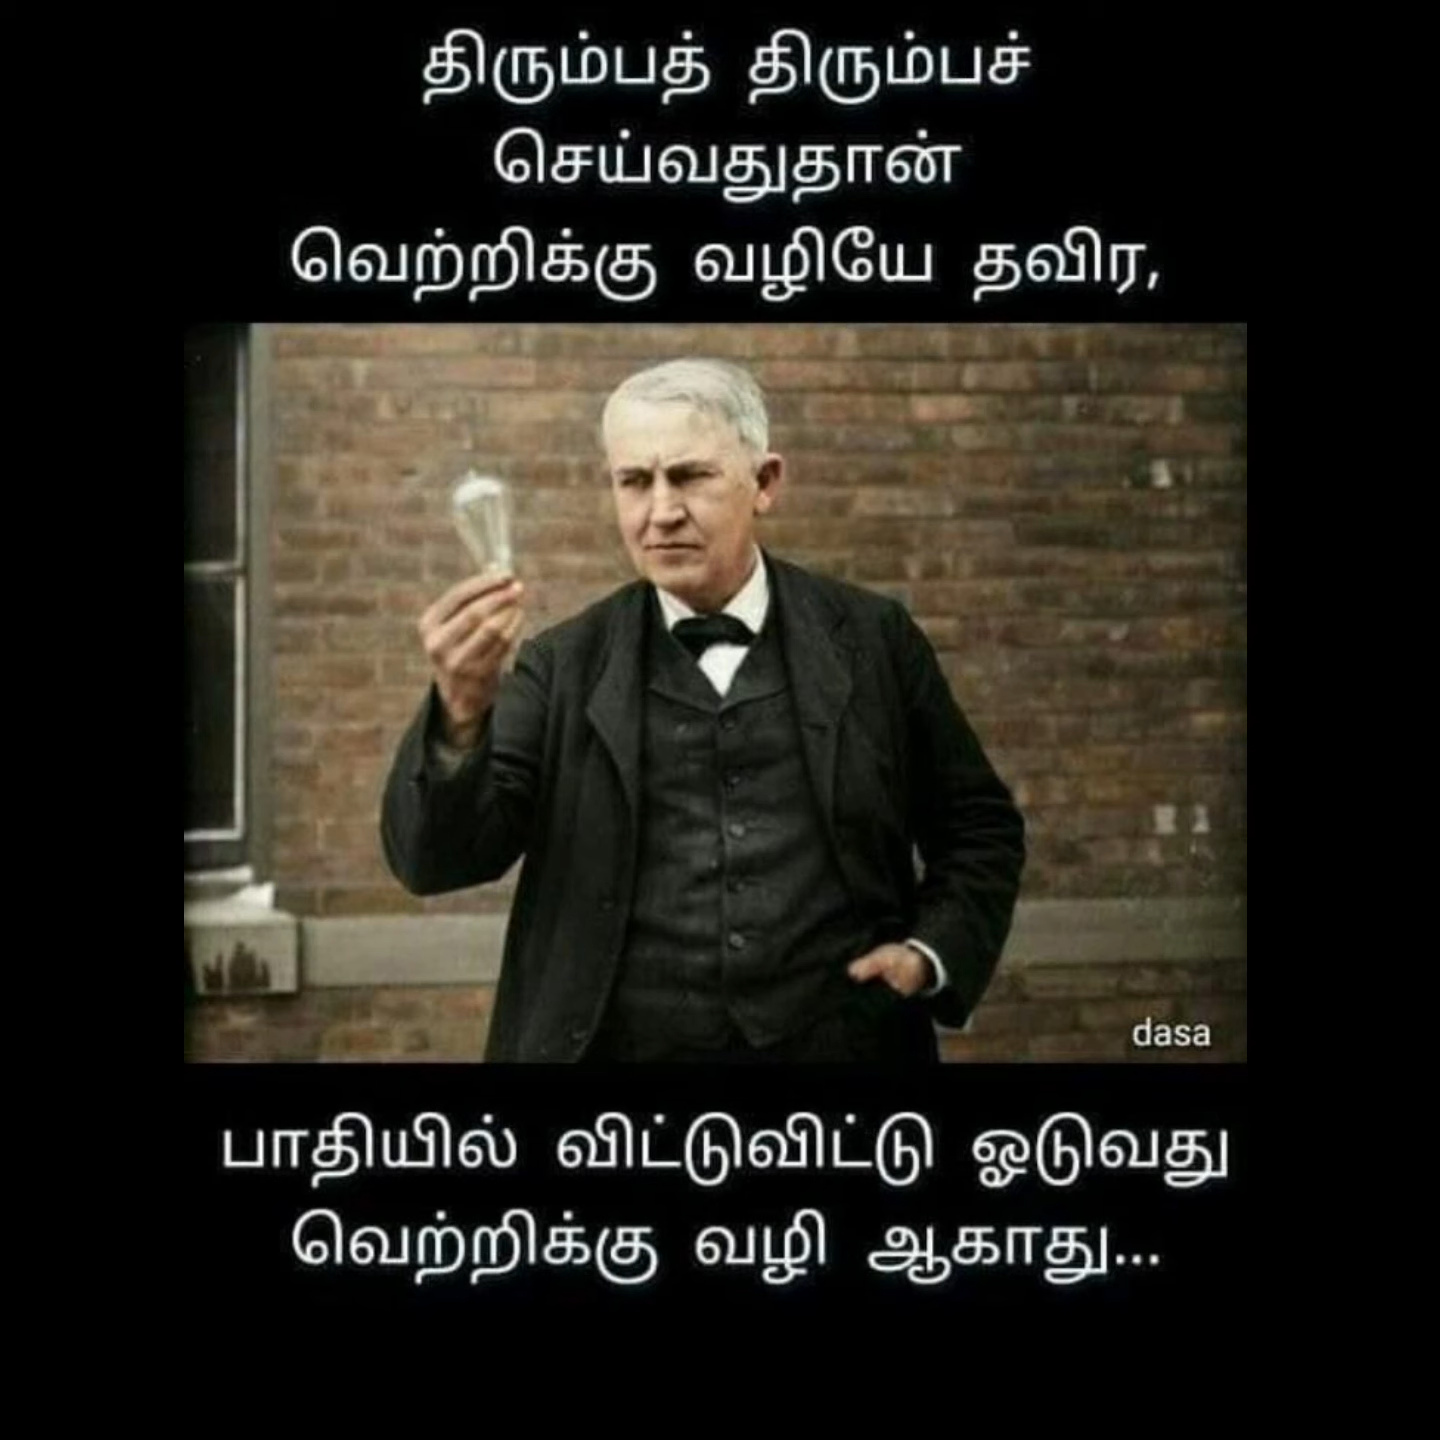 திரும்பத் திரும்பச்
செய்வதுதான்
வெற்றிக்கு வழியே தவிர,
dasa
பாதியில் விட்டுவிட்டு ஓடுவது
வெற்றிக்கு வழி ஆகாது...